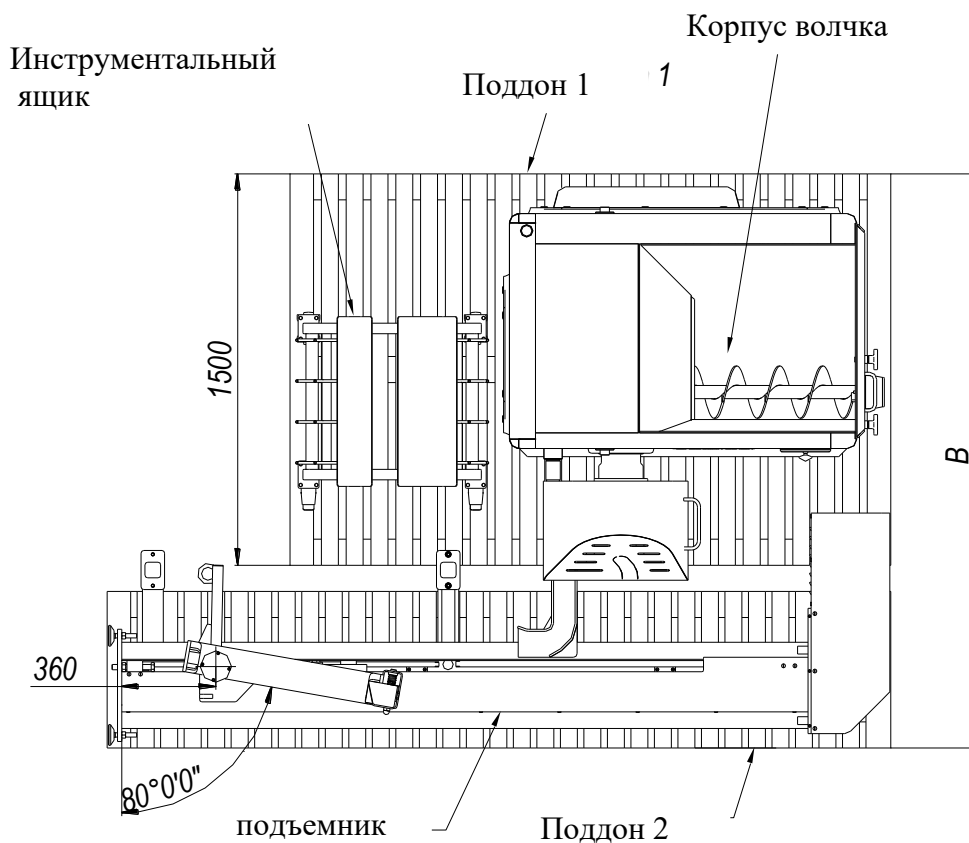 Корпус волчка
Инструментальный
ящик
Поддон 1
1
1500
В
360
80°0'0"
подъемник
Поддон 2